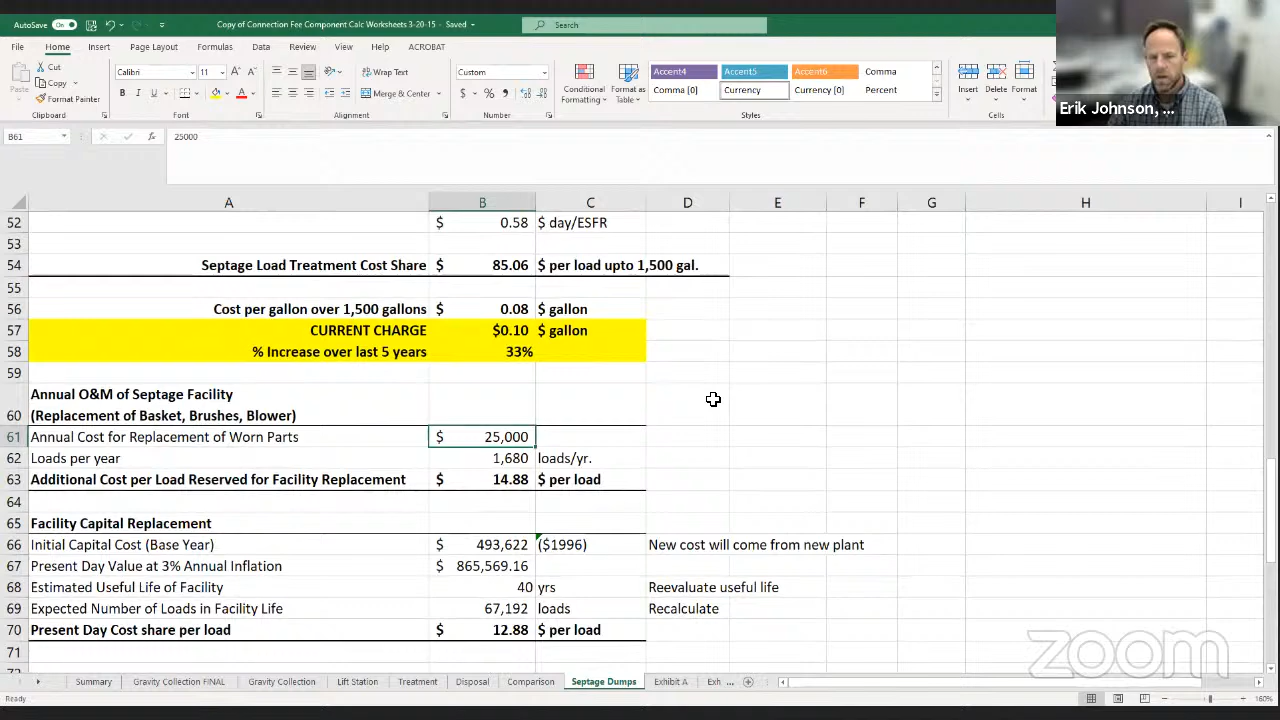 AutoSave On Copy of Connection Fee Component Calc Worksheets 3-20-15 - Saved Search
File Home Insert Page Layout Formulas Data Review View Help ACROBAT
Cut
Copy
Format Painter
Paste
Calibri 11
Wrap Text
Merge & Center
Custom
Conditional Formatting
Format as Table
Accent4 Accent5 Accent6 Comma
Comma [0] Currency Currency [0] Percent
Insert Delete Format
Clipboard Font Alignment Number Styles Cells
Erik Johnson, ...
B61 fx 25000
A B C D E F G H I
52 $ 0.58 $ day/ESFR
53
54 Septage Load Treatment Cost Share $ 85.06 $ per load upto 1,500 gal.
55
56 Cost per gallon over 1,500 gallons $ 0.08 $ gallon
57 CURRENT CHARGE $0.10 $ gallon
58 % Increase over last 5 years 33%
59
Annual O&M of Septage Facility
60 (Replacement of Basket, Brushes, Blower)
61 Annual Cost for Replacement of Worn Parts $ 25,000
62 Loads per year 1,680 loads/yr.
63 Additional Cost per Load Reserved for Facility Replacement $ 14.88 $ per load
64
65 Facility Capital Replacement
66 Initial Capital Cost (Base Year) $ 493,622 ($1996) New cost will come from new plant
67 Present Day Value at 3% Annual Inflation $ 865,569.16
68 Estimated Useful Life of Facility 40 yrs Reevaluate useful life
69 Expected Number of Loads in Facility Life 67,192 loads Recalculate
70 Present Day Cost share per load $ 12.88 $ per load
71
zoom
... Summary Gravity Collection FINAL Gravity Collection Lift Station Treatment Disposal Comparison Septage Dumps Exhibit A Exh ...
Ready 160%